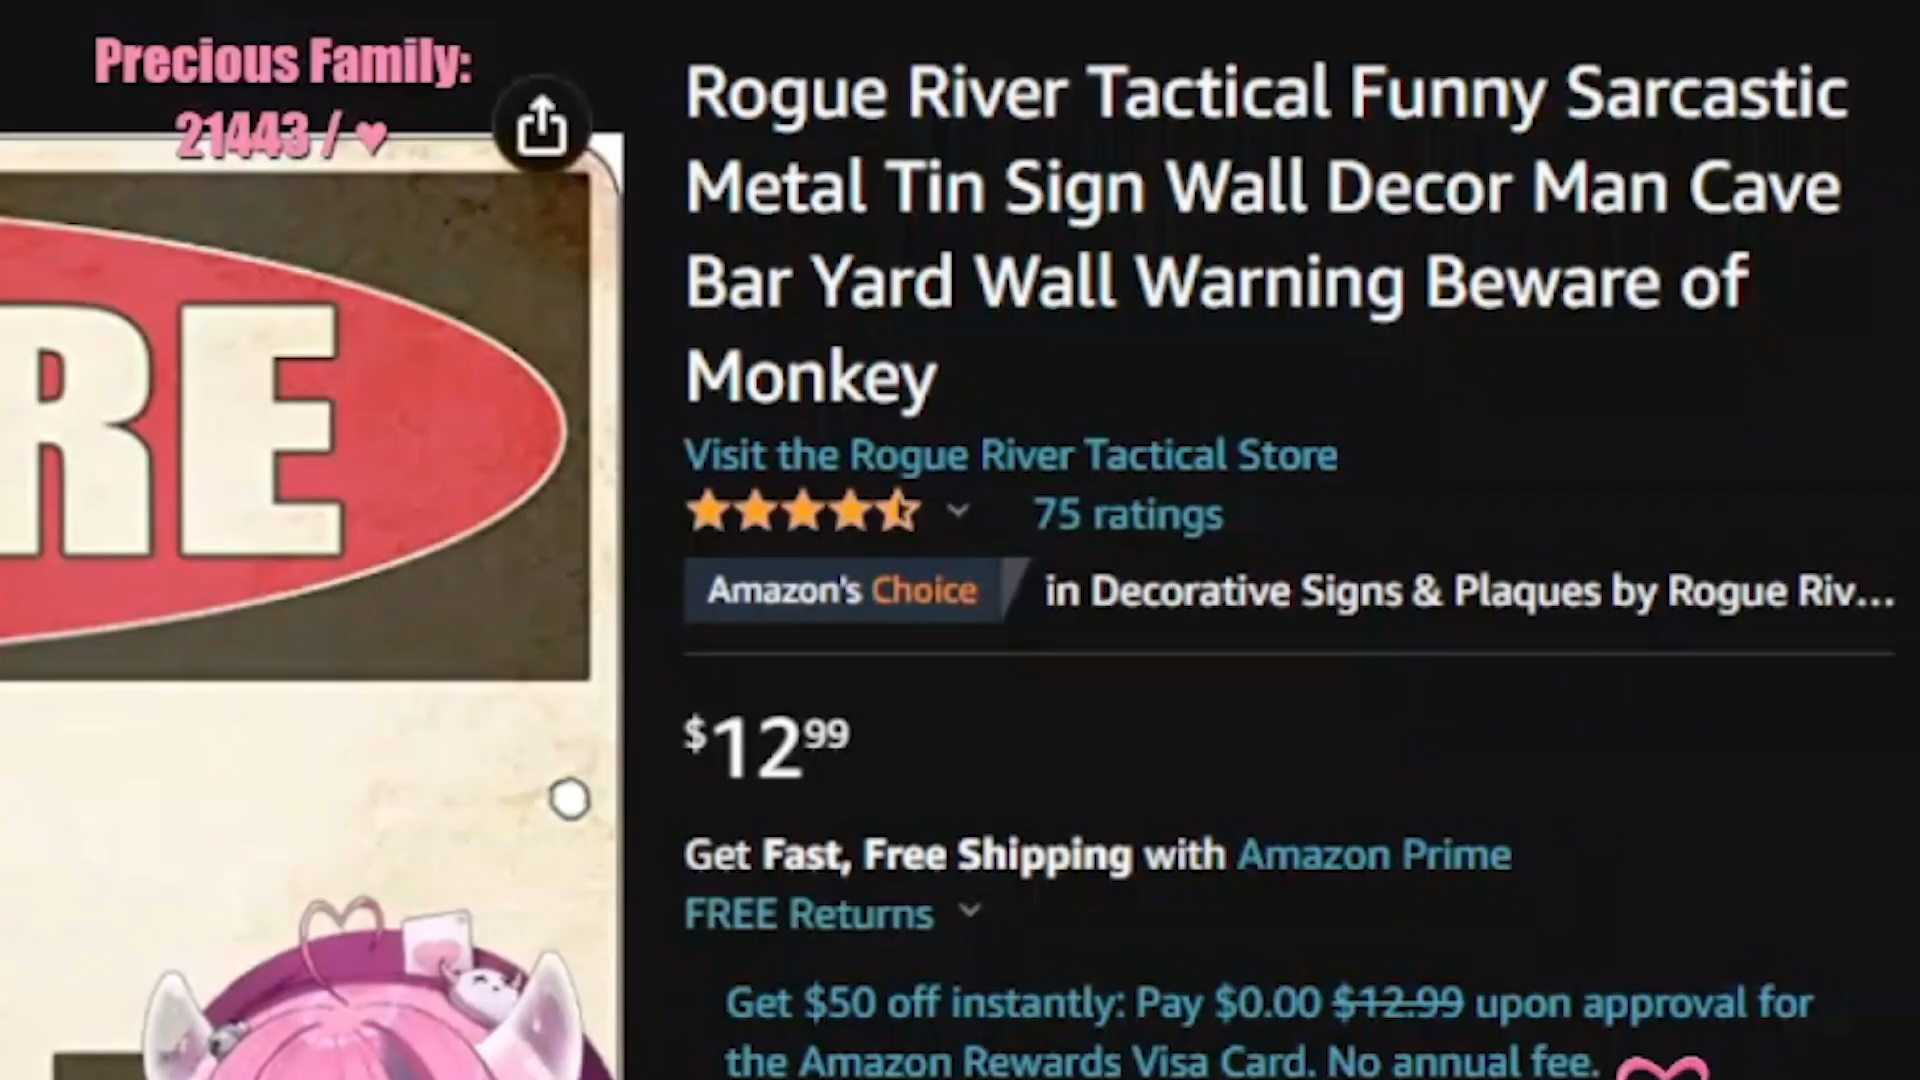 Precious Family:
21443 / ♥
RE
Rogue River Tactical Funny Sarcastic
Metal Tin Sign Wall Decor Man Cave
Bar Yard Wall Warning Beware of
Monkey
Visit the Rogue River Tactical Store
75 ratings
Amazon's Choice in Decorative Signs & Plaques by Rogue Riv...
$12 99
Get Fast, Free Shipping with Amazon Prime
FREE Returns
Get $50 off instantly: Pay $0.00 $12.99 upon approval for
the Amazon Rewards Visa Card. No annual fee.